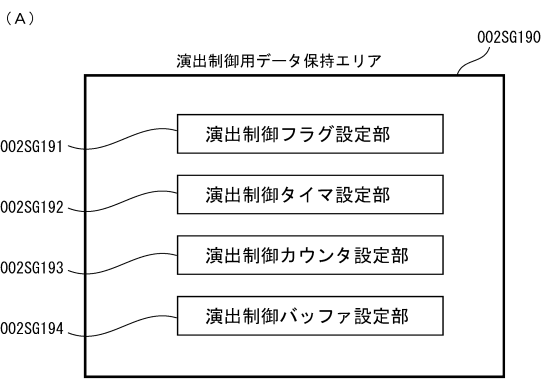 （A）
002SG190
演出制御用データ保持エリア
002SG191
演出制御フラグ設定部
002SG192
演出制御タイマ設定部
002SG193
演出制御カウンタ設定部
002SG194
演出制御バッファ設定部